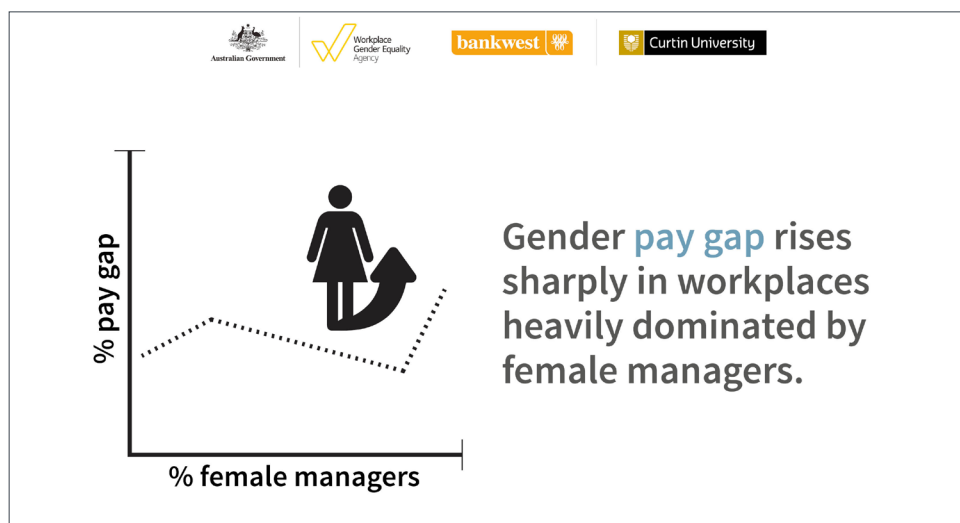 Australian Government
Workplace
Gender Equality
Agency
bankwest
Curtin University
% pay gap
Gender pay gap rises
sharply in workplaces
heavily dominated by
female managers.
% female managers